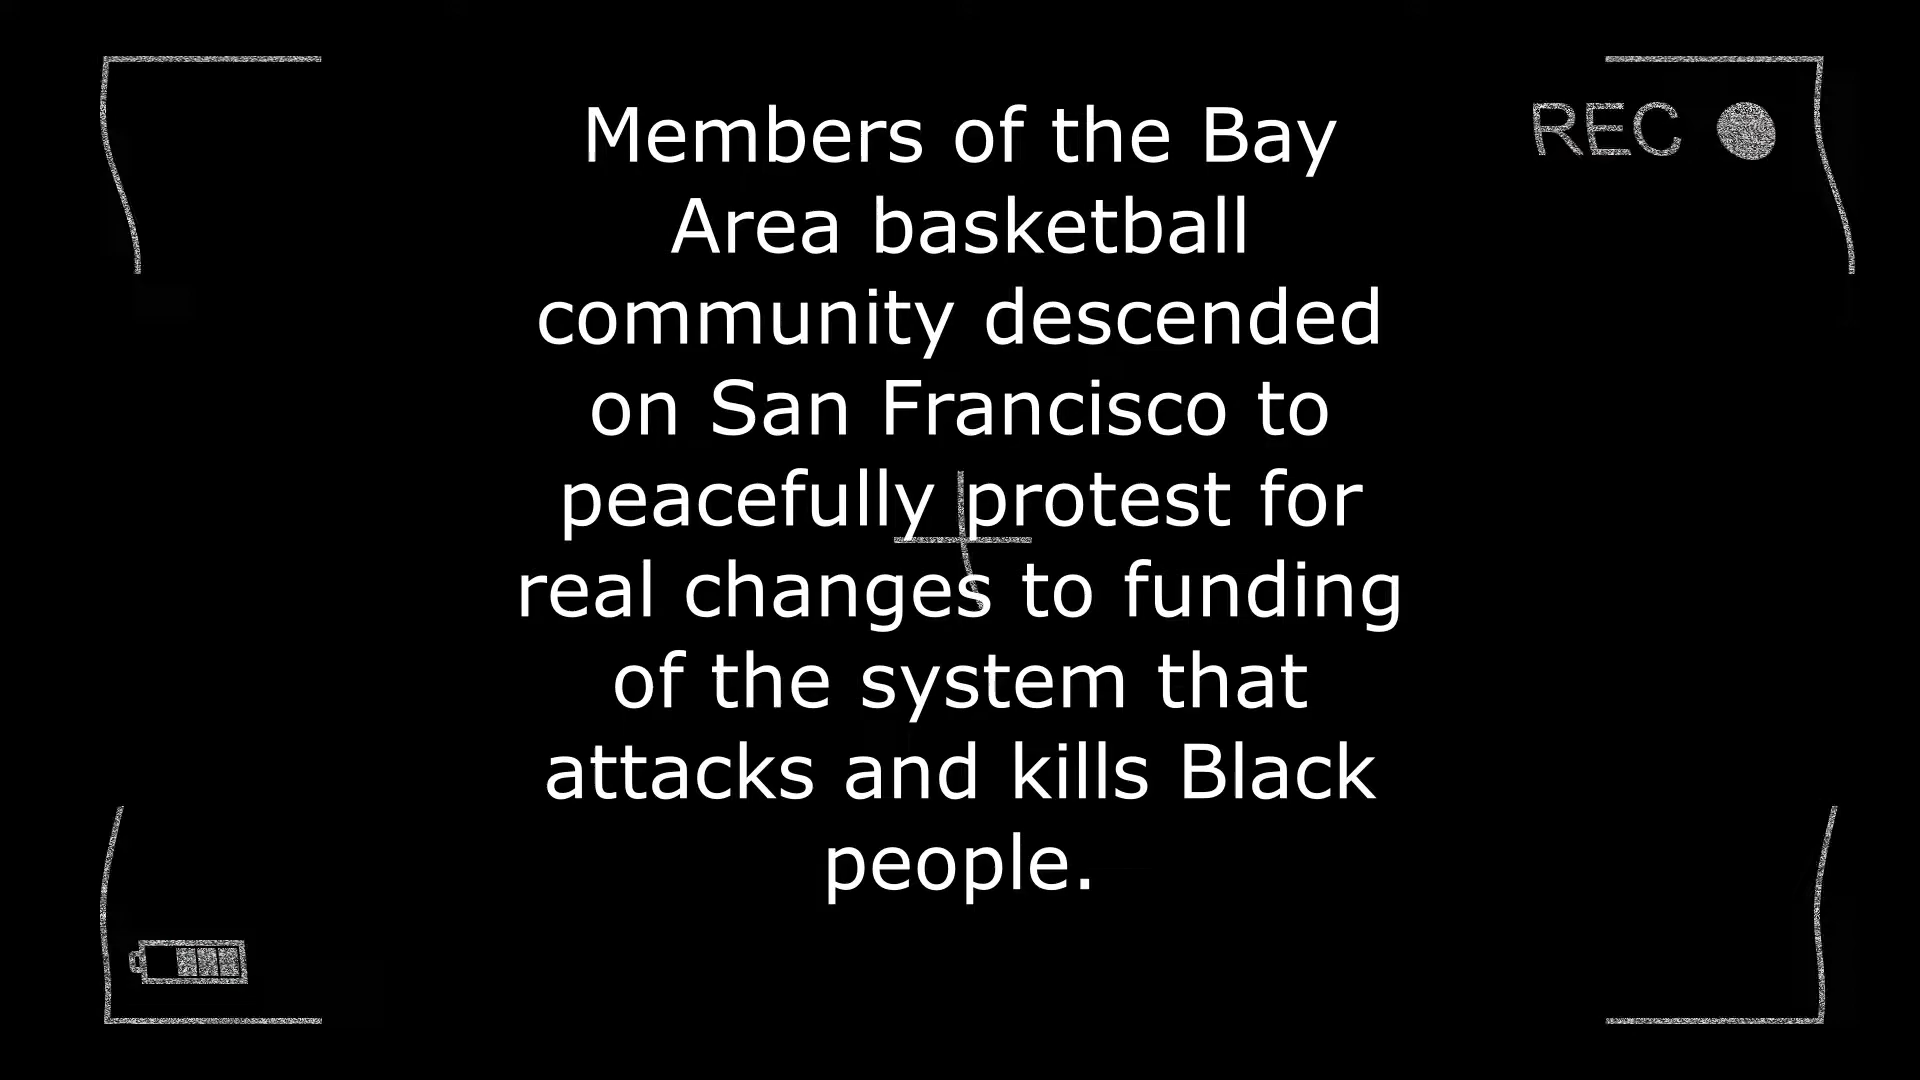 Members of the Bay
Area basketball
community descended
on San Francisco to
peacefully protest for
real changes to funding
of the system that
attacks and kills Black
people.
REC